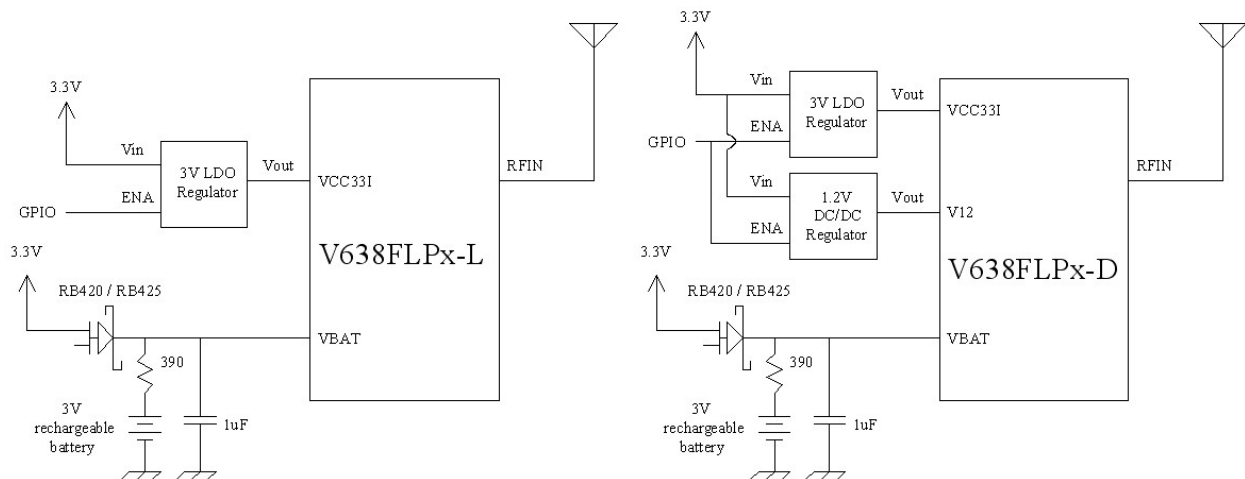 3.3V
Vin
3V LDO
Regulator
Vout
VCC33I
ENA
GPIO
RFIN
V638FLPx-L
3.3V
RB420 / RB425
VBAT
390
3V
rechargeable
battery
1uF
3.3V
Vin
3V LDO
Regulator
Vout
VCC33I
ENA
GPIO
Vin
1.2V
DC/DC
Regulator
Vout
V12
ENA
RFIN
V638FLPx-D
3.3V
RB420 / RB425
VBAT
390
3V
rechargeable
battery
1uF